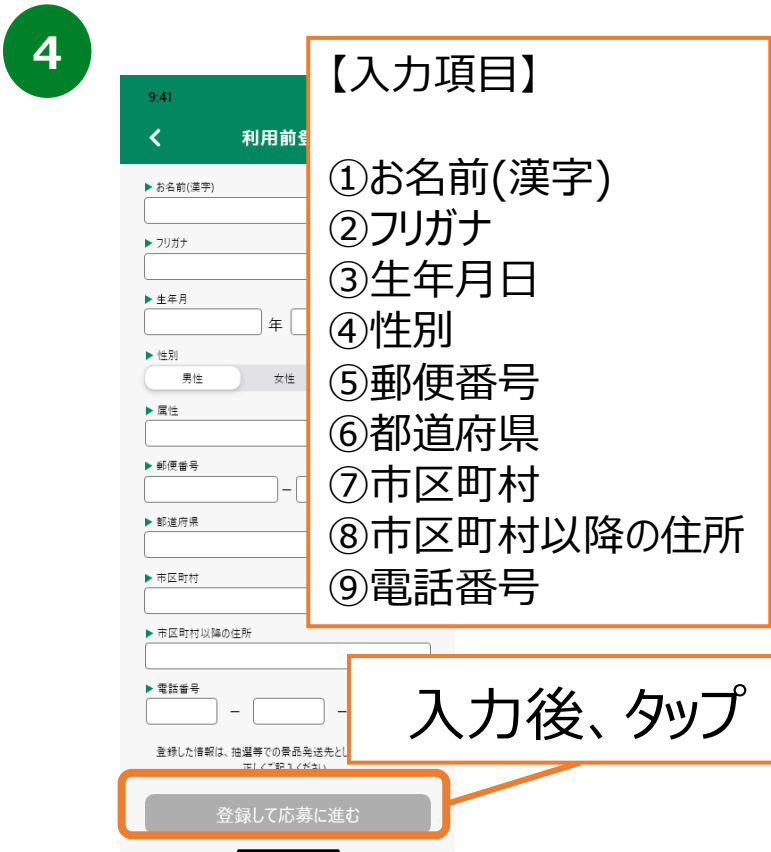 4
9:41
利用前
▶ お名前(漢字)
▶ フリガナ
▶ 生年月
年
▶ 性別
男性 女性
▶ 属性
▶ 郵便番号
–
▶ 都道府県
▶ 市区町村
▶ 市区町村以降の住所
▶ 電話番号
– –
登録した情報は、抽選等での景品発送先とし
正しくご記入ください
登録して応募に進む
【入力項目】
①お名前(漢字)
②フリガナ
③生年月日
④性別
⑤郵便番号
⑥都道府県
⑦市区町村
⑧市区町村以降の住所
⑨電話番号
入力後、タップ